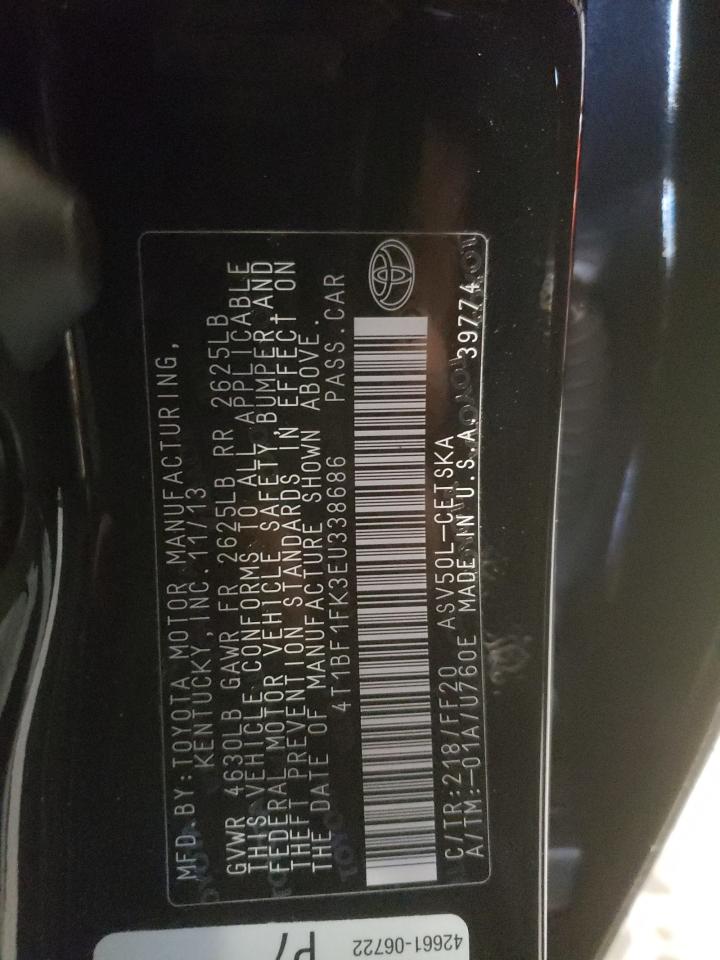 MFD.BY:TOYOTA MOTOR MANUFACTURING,
KENTUCKY, INC. 11/13
GVWR 4630LB GAWR FR 2625LB RR 2625LB
THIS VEHICLE CONFORMS TO ALL APPLICABLE
FEDERAL MOTOR VEHICLE SAFETY, BUMPER, AND
THEFT PREVENTION STANDARDS IN EFFECT ON
THE DATE OF MANUFACTURE SHOWN ABOVE.
4T1BF1FK3EU338686 PASS.CAR
C/TR:218/FF20 ASV50L-CETSKA
A/TM:-01A/U760E MADE IN U.S.A. 39774
42661-06722